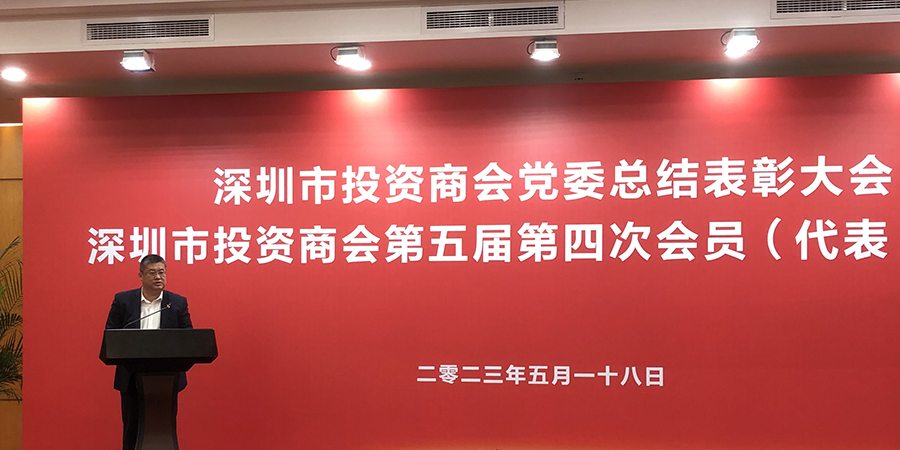 深圳市投资商会党委总结表彰大会
深圳市投资商会第五届第四次会员（代表
二零二三年五月一十八日